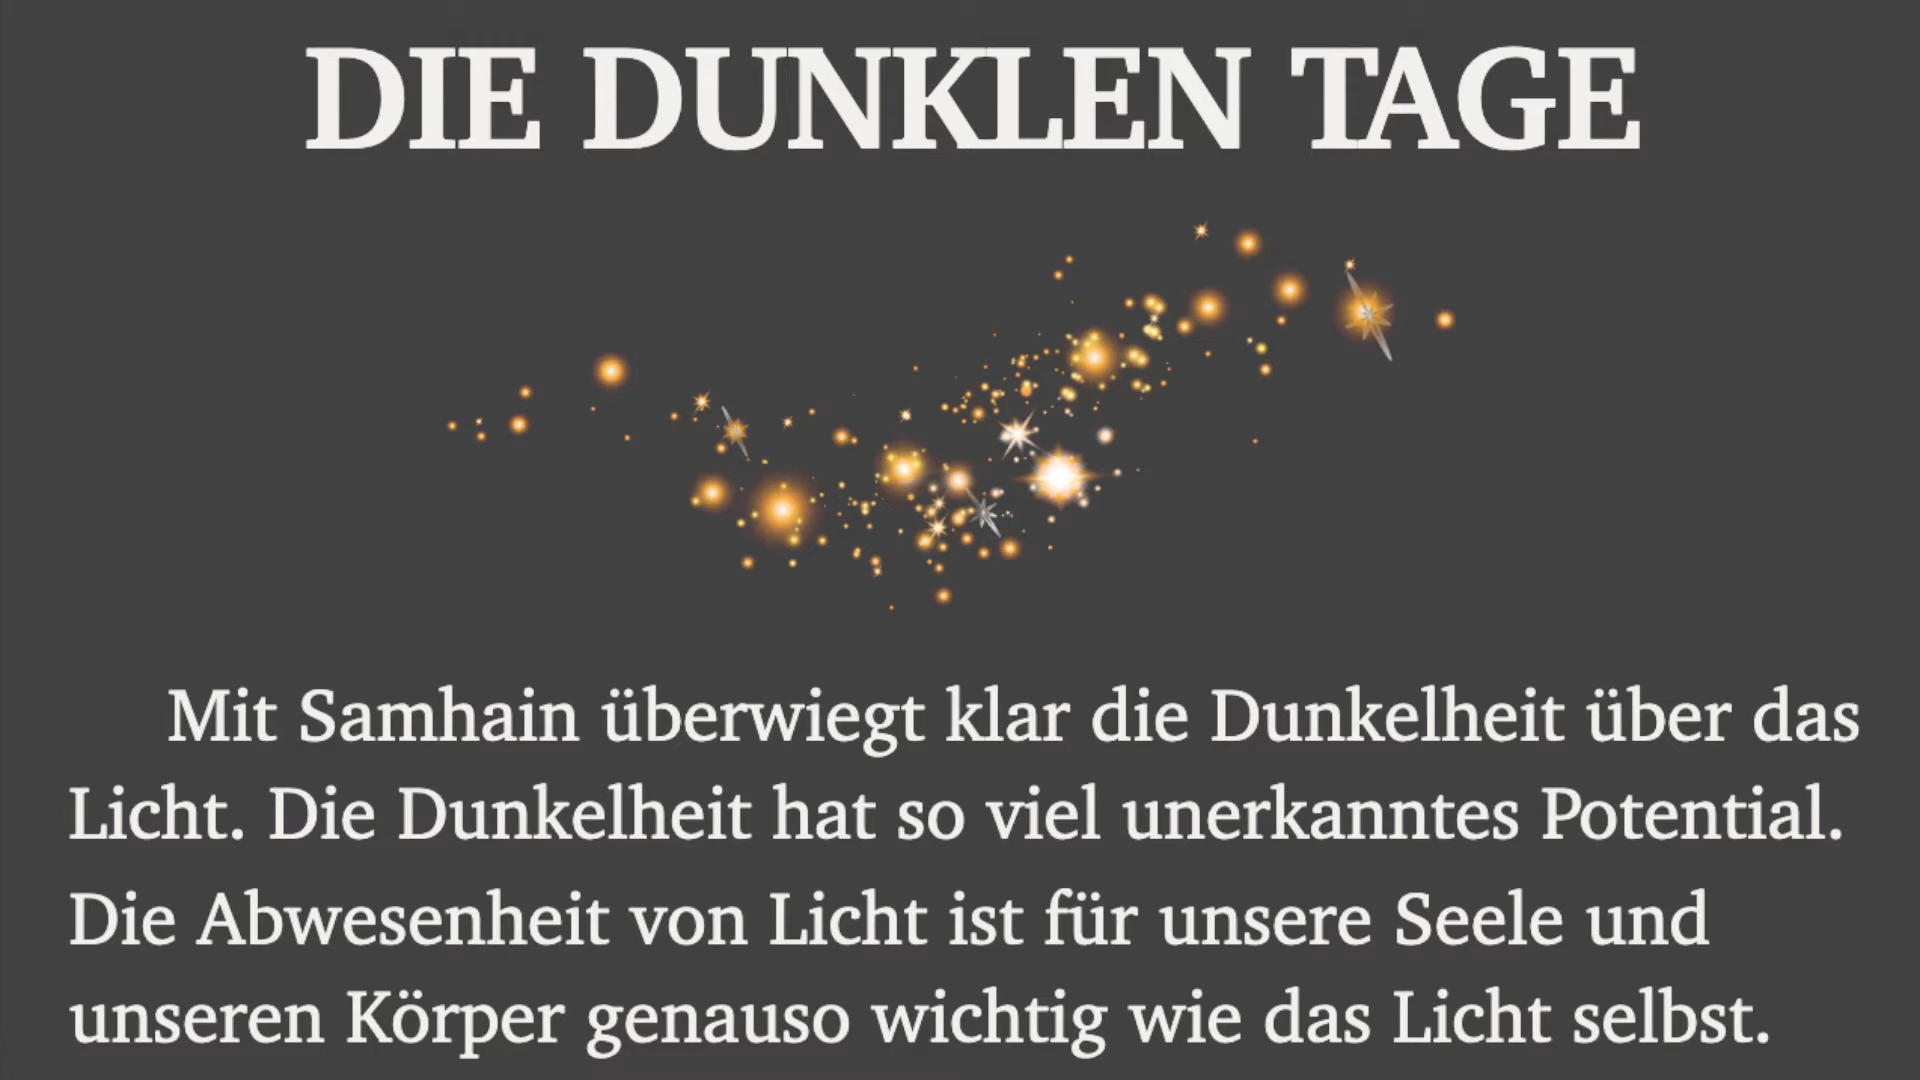 DIE DUNKLEN TAGE
Mit Samhain überwiegt klar die Dunkelheit über das
Licht. Die Dunkelheit hat so viel unerkanntes Potential.
Die Abwesenheit von Licht ist für unsere Seele und
unseren Körper genauso wichtig wie das Licht selbst.